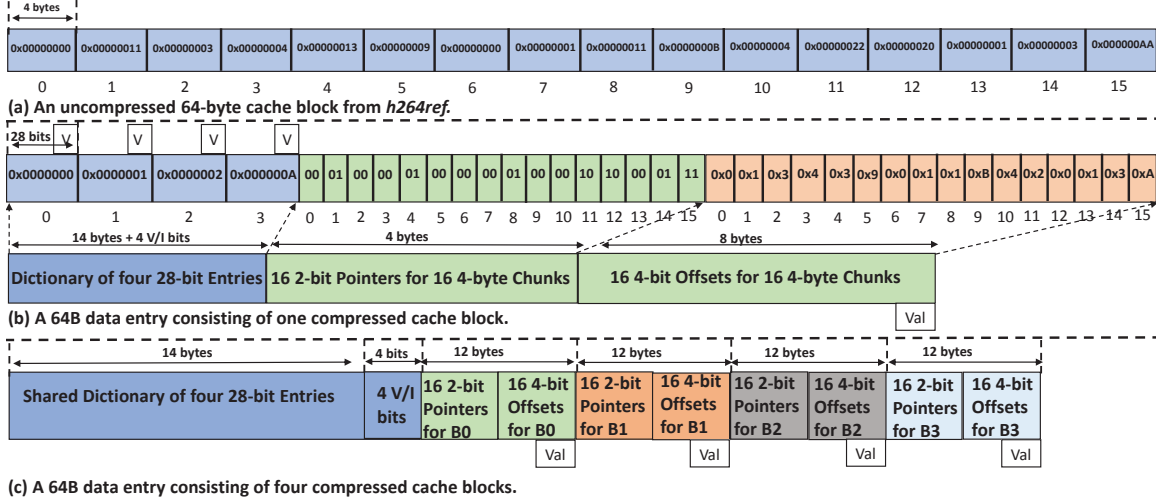 4 bytes
0x00000000 0x00000011 0x00000003 0x00000004 0x00000013 0x00000009 0x00000000 0x00000001 0x00000011 0x0000000B 0x00000004 0x00000022 0x00000020 0x00000001 0x00000003 0x000000AA
0 1 2 3 4 5 6 7 8 9 10 11 12 13 14 15
(a) An uncompressed 64-byte cache block from h264ref.
28 bits V V V V
0x0000000 0x0000001 0x0000002 0x000000A 00 01 00 00 01 00 00 00 01 00 00 10 10 00 01 11 0x0 0x1 0x3 0x4 0x3 0x9 0x0 0x1 0x1 0xB 0x4 0x2 0x0 0x1 0x3 0xA
0 1 2 3 0 1 2 3 4 5 6 7 8 9 10 11 12 13 14 15 0 1 2 3 4 5 6 7 8 9 10 11 12 13 14 15
14 bytes + 4 V/I bits 4 bytes 8 bytes
Dictionary of four 28-bit Entries 16 2-bit Pointers for 16 4-byte Chunks 16 4-bit Offsets for 16 4-byte Chunks
Val
(b) A 64B data entry consisting of one compressed cache block.
14 bytes 4 bits 12 bytes 12 bytes 12 bytes 12 bytes
Shared Dictionary of four 28-bit Entries
4 V/I
bits
16 2-bit
Pointers
for B0
16 4-bit
Offsets
for B0
16 2-bit
Pointers
for B1
16 4-bit
Offsets
for B1
16 2-bit
Pointers
for B2
16 4-bit
Offsets
for B2
16 2-bit
Pointers
for B3
16 4-bit
Offsets
for B3
Val Val Val Val
(c) A 64B data entry consisting of four compressed cache blocks.